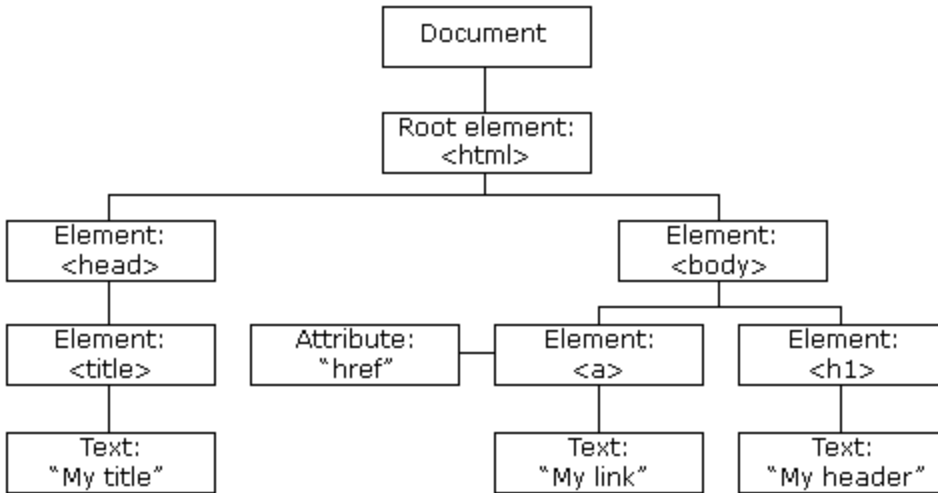 Document
Root element:
<html>
Element:
<head>
Element:
<body>
Element:
<title>
Attribute:
“href”
Element:
<a>
Element:
<h1>
Text:
“My title”
Text:
“My link”
Text:
“My header”